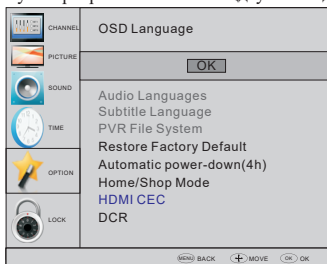 CHANNEL
PICTURE
SOUND
TIME
OPTION
LOCK
OSD Language
OK
Audio Languages
Subtitle Language
PVR File System
Restore Factory Default
Automatic power-down(4h)
Home/Shop Mode
HDMI CEC
DCR
MENU BACK MOVE OK OK